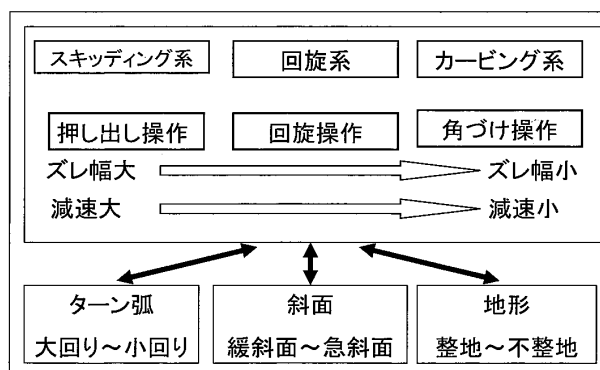 スキッディング系 回旋系 カービング系
押し出し操作 回旋操作 角づけ操作
ズレ幅大 ズレ幅小
減速大 減速小
ターン弧 斜面 地形
大回り～小回り 緩斜面～急斜面 整地～不整地